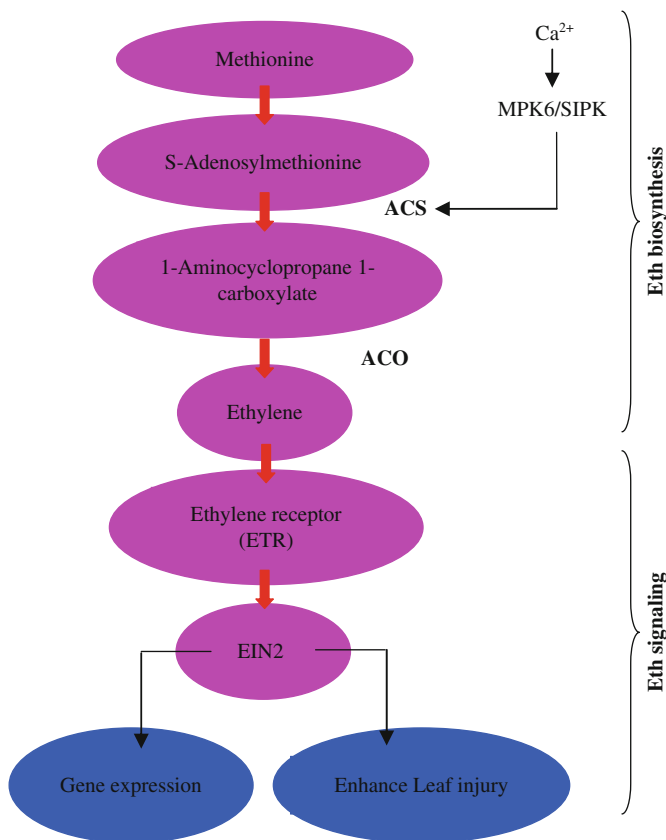 Methionine
Ca²⁺
MPK6/SIPK
S-Adenosylmethionine
ACS
1-Aminocyclopropane 1-
carboxylate
ACO
Ethylene
Eth biosynthesis
Ethylene receptor
(ETR)
EIN2
Gene expression
Enhance Leaf injury
Eth signaling